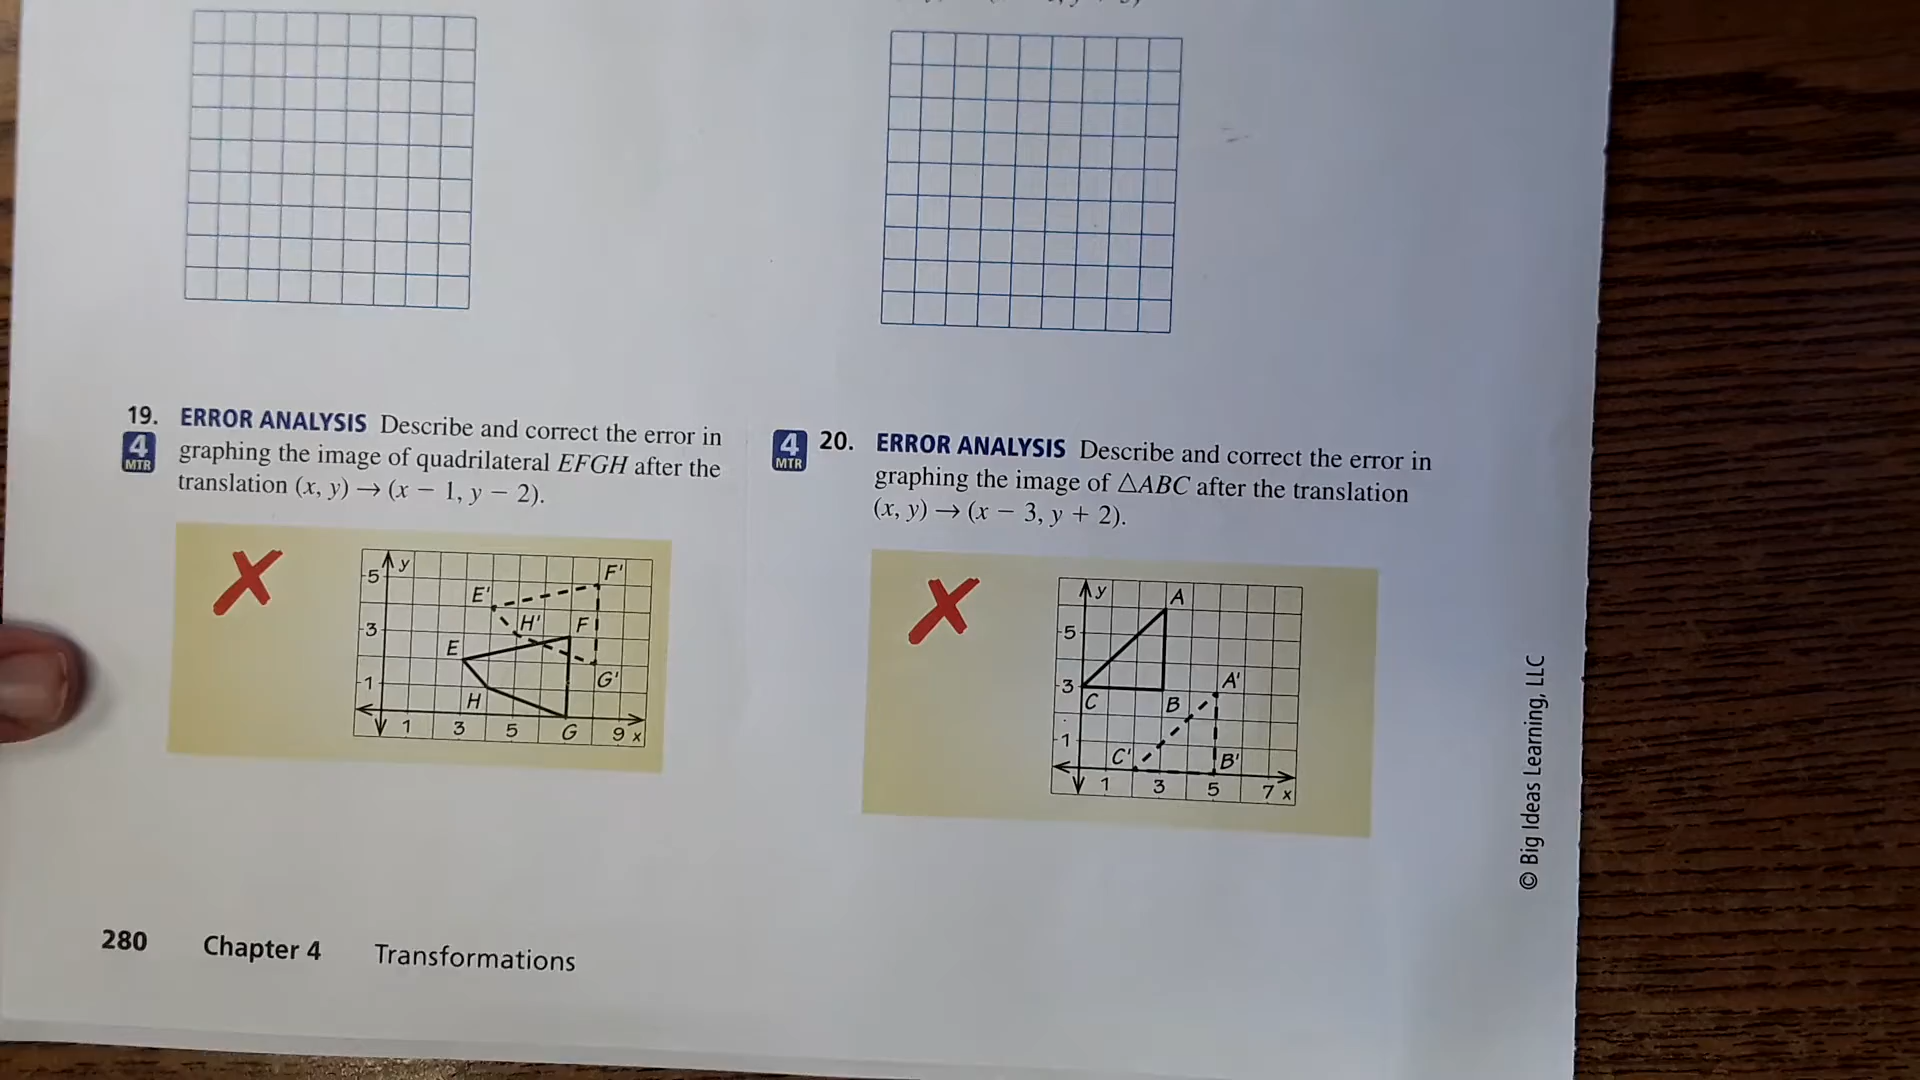 19. ERROR ANALYSIS Describe and correct the error in
4
MTR
graphing the image of quadrilateral EFGH after the
translation (x, y) → (x − 1, y − 2).
y
5
3
1
1 3 5 9 x
E'
F'
H'
F
E
G'
H
G
4
MTR
20. ERROR ANALYSIS Describe and correct the error in
graphing the image of △ABC after the translation
(x, y) → (x − 3, y + 2).
y
5
3
1
1 3 5 7 x
A
C
B
A'
C'
B'
280 Chapter 4 Transformations
© Big Ideas Learning, LLC